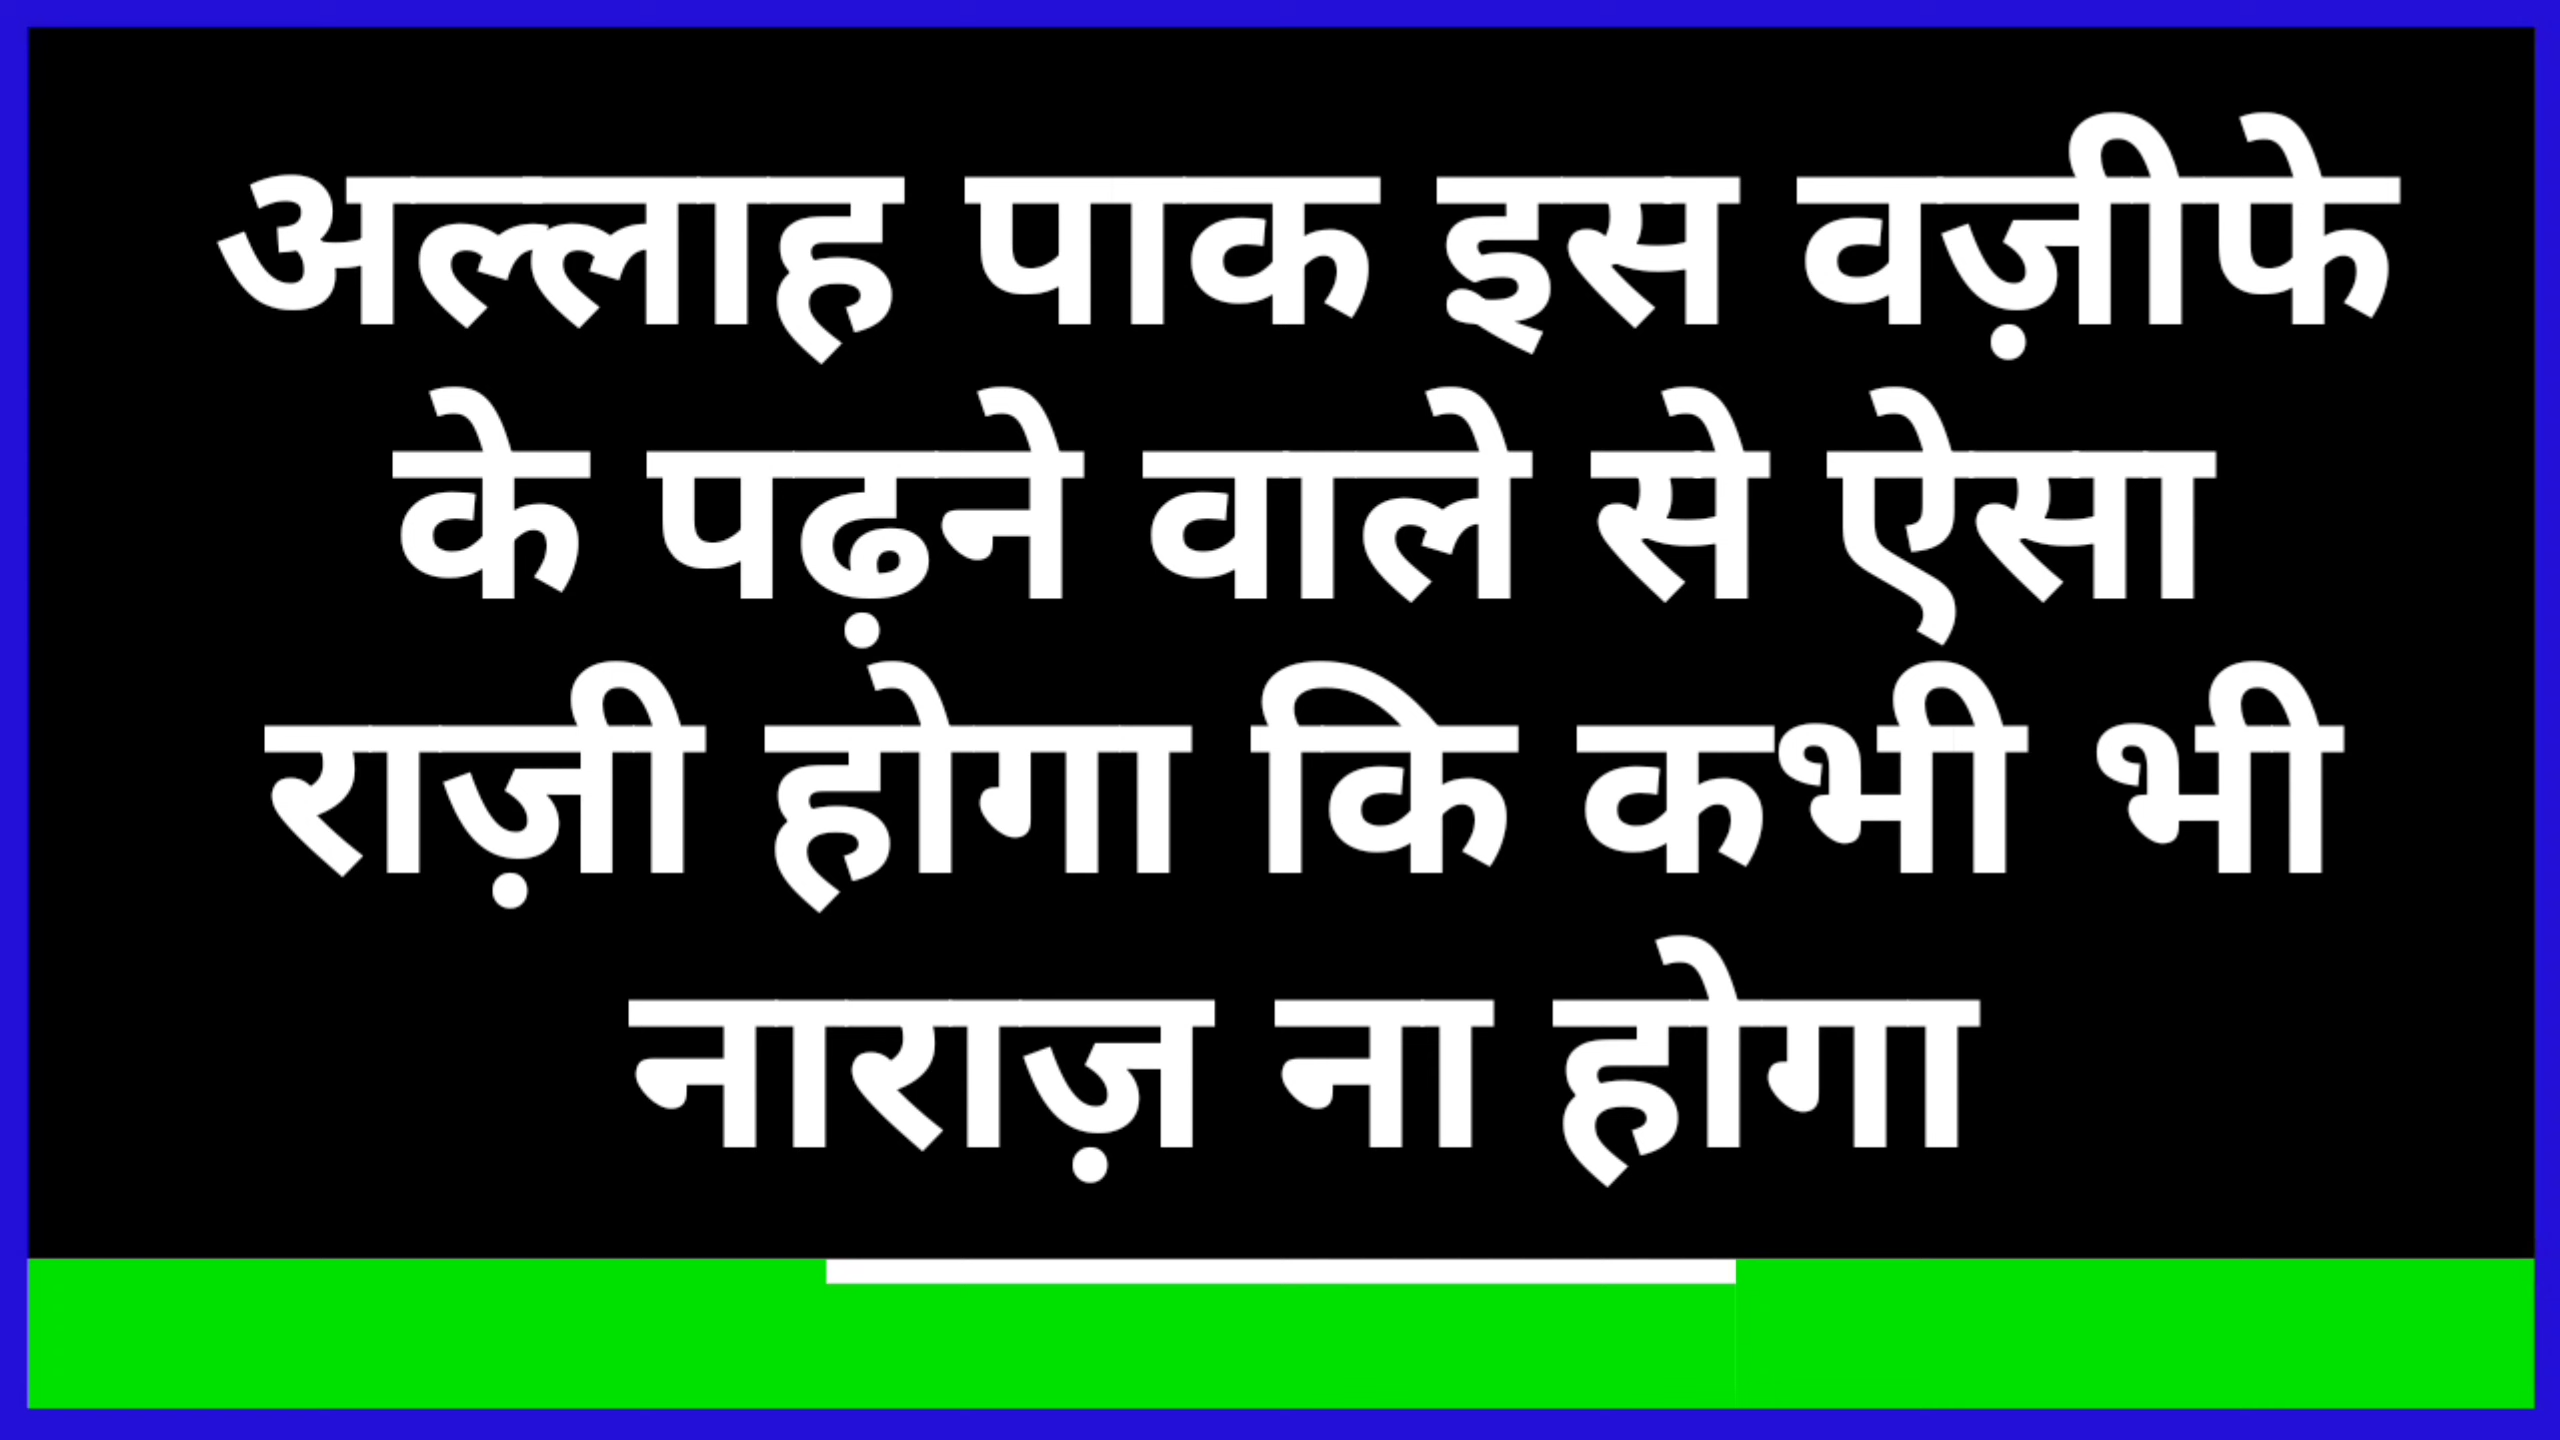 अल्लाह पाक इस वज़ीफे
के पढ़ने वाले से ऐसा
राज़ी होगा कि कभी भी
नाराज़ ना होगा